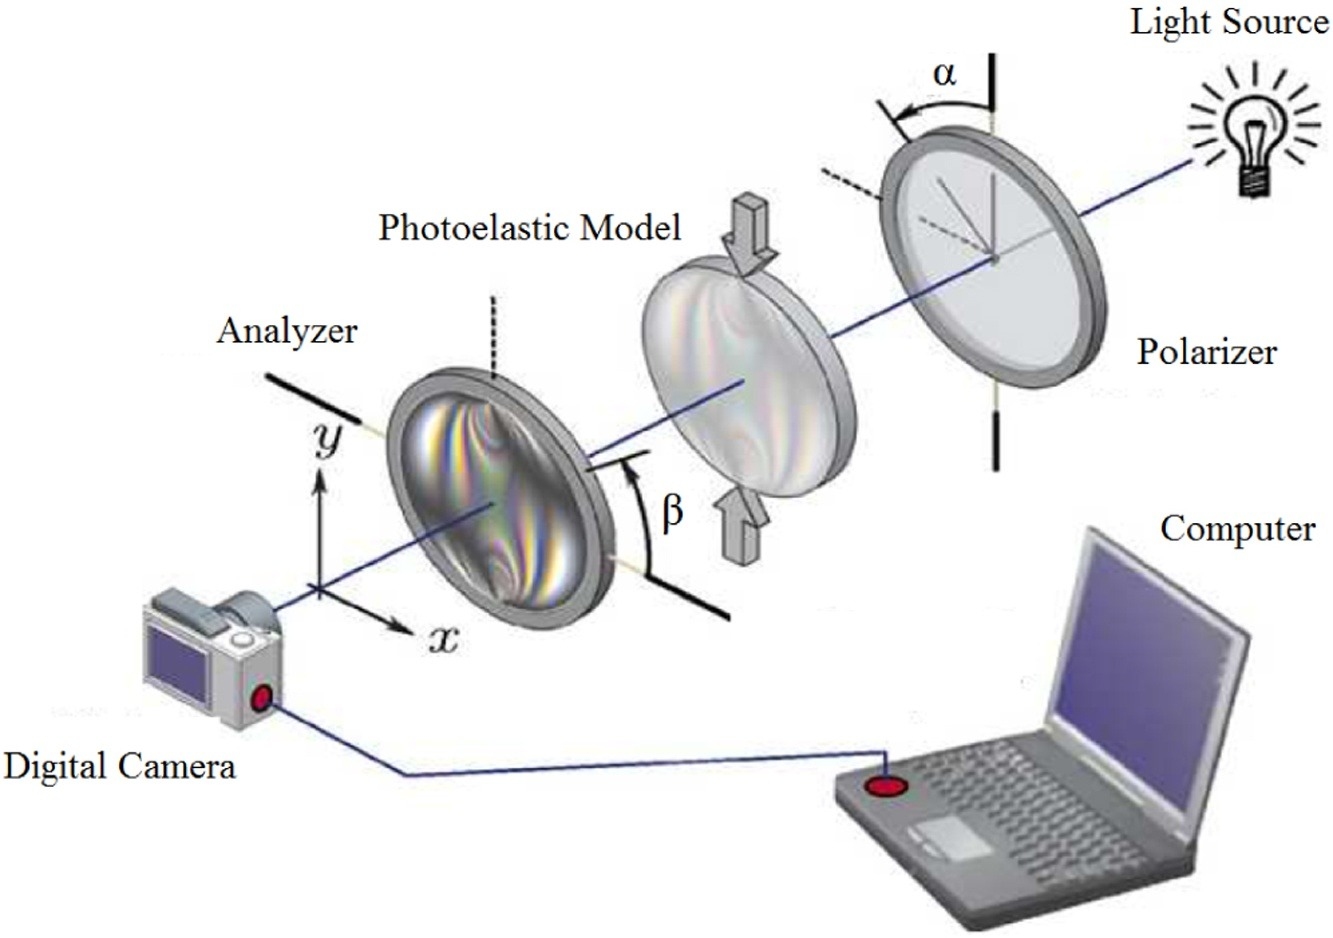 Light Source
α
Photoelastic Model
Analyzer
Polarizer
y
β
Computer
x
Digital Camera